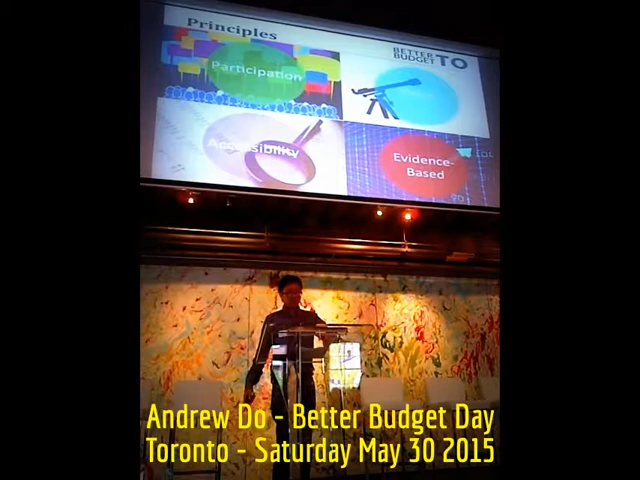 Principles
BETTER
BUDGET TO
Participation
Accessibility
Evidence-
Based
Andrew Do - Better Budget Day
Toronto - Saturday May 30 2015